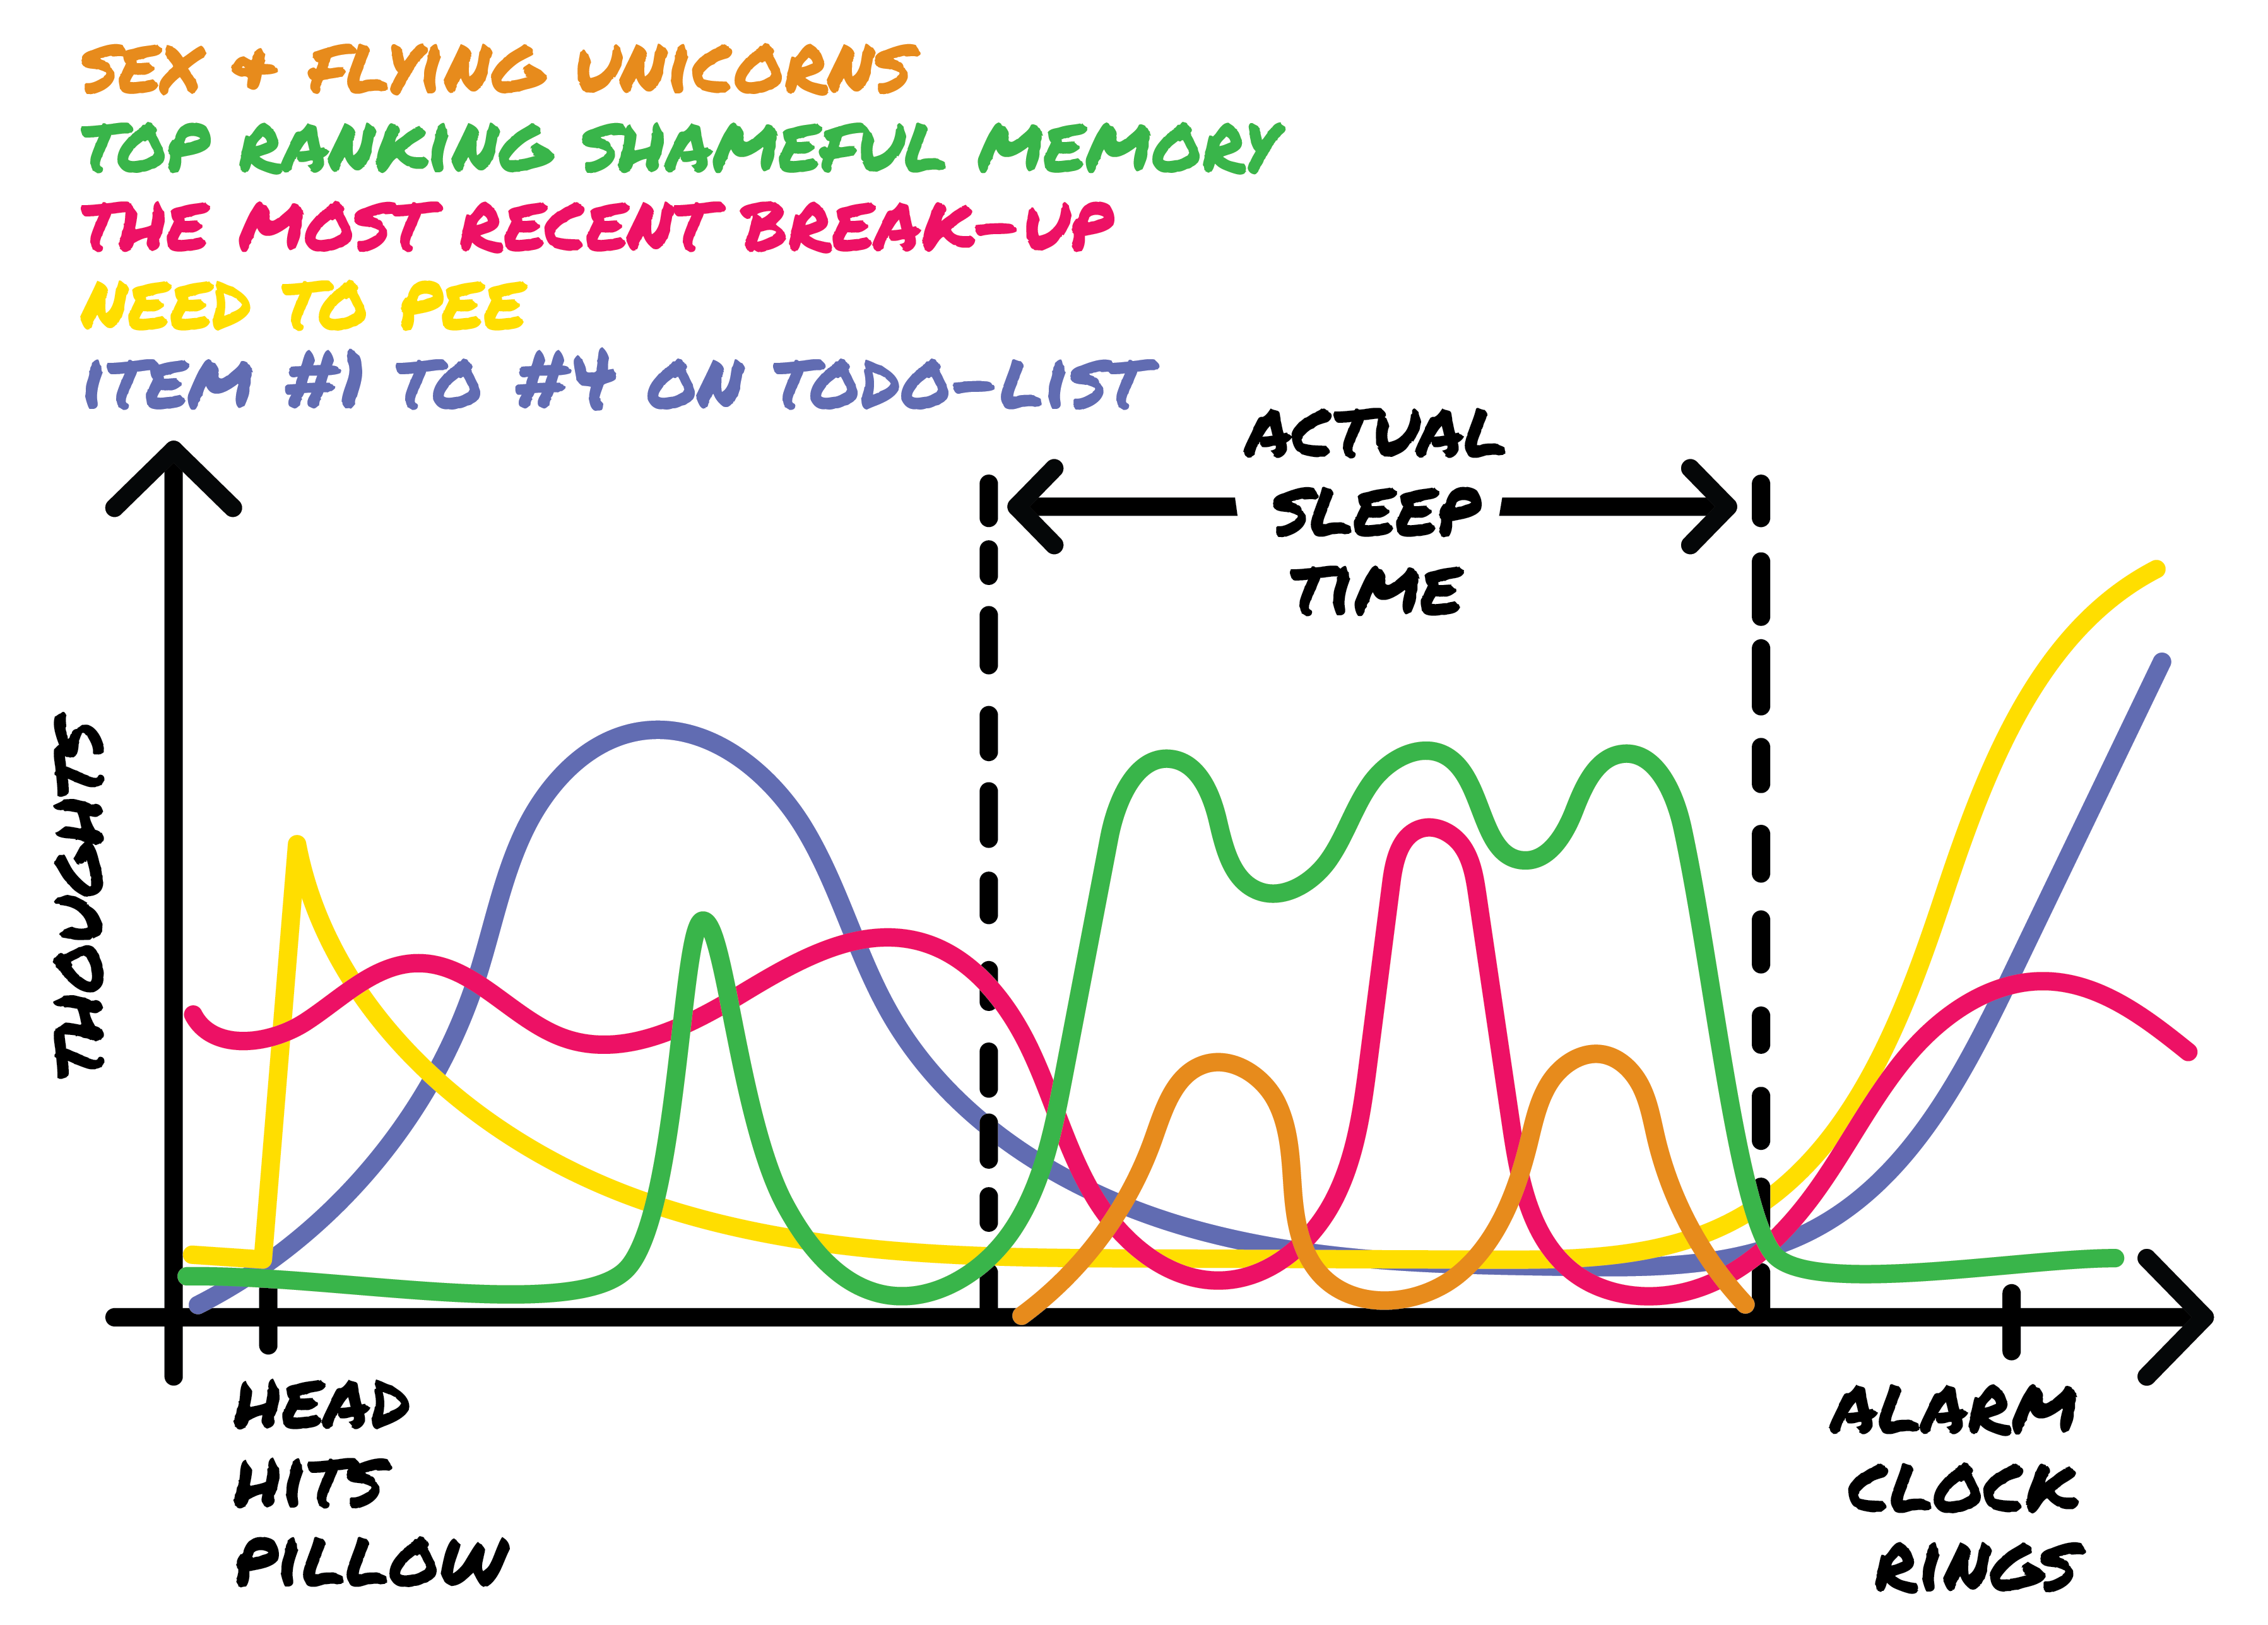 SEX & FLYING UNICORNS
TOP RANKING SHAMEFUL MEMORY
THE MOST RECENT BREAK-UP
NEED TO PEE
ITEM #1 TO #4 ON TODO-LIST
ACTUAL
SLEEP
TIME
THOUGHTS
HEAD
HITS
PILLOW
ALARM
CLOCK
RINGS